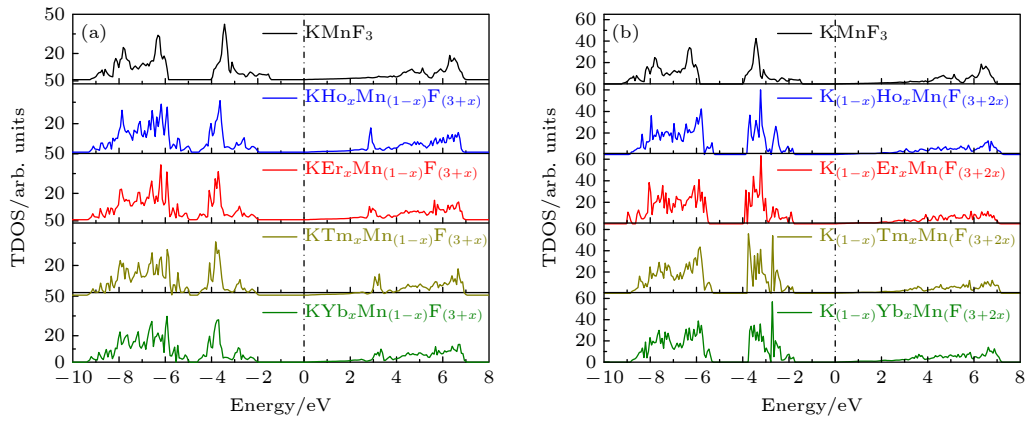 (a)
KMnF3
KHoxMn(1−x)F(3+x)
KErxMn(1−x)F(3+x)
KTmxMn(1−x)F(3+x)
KYbxMn(1−x)F(3+x)
50
20
50
20
50
20
50
20
50
20
0
−10 −8 −6 −4 −2 0 2 4 6 8
Energy/eV
TDOS/arb. units
(b)
KMnF3
K(1−x)HoxMn(F(3+2x)
K(1−x)ErxMn(F(3+2x)
K(1−x)TmxMn(F(3+2x)
K(1−x)YbxMn(F(3+2x)
60
40
20
60
40
20
60
40
20
60
40
20
60
40
20
0
−10 −8 −6 −4 −2 0 2 4 6 8
Energy/eV
TDOS/arb. units